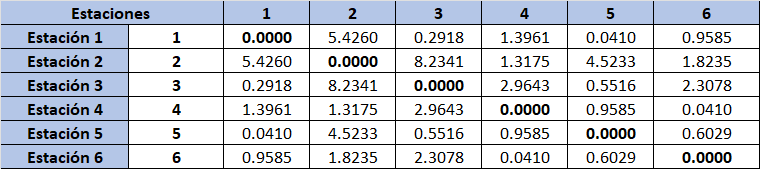 Estaciones 1 2 3 4 5 6
Estación 1 1 0.0000 5.4260 0.2918 1.3961 0.0410 0.9585
Estación 2 2 5.4260 0.0000 8.2341 1.3175 4.5233 1.8235
Estación 3 3 0.2918 8.2341 0.0000 2.9643 0.5516 2.3078
Estación 4 4 1.3961 1.3175 2.9643 0.0000 0.9585 0.0410
Estación 5 5 0.0410 4.5233 0.5516 0.9585 0.0000 0.6029
Estación 6 6 0.9585 1.8235 2.3078 0.0410 0.6029 0.0000